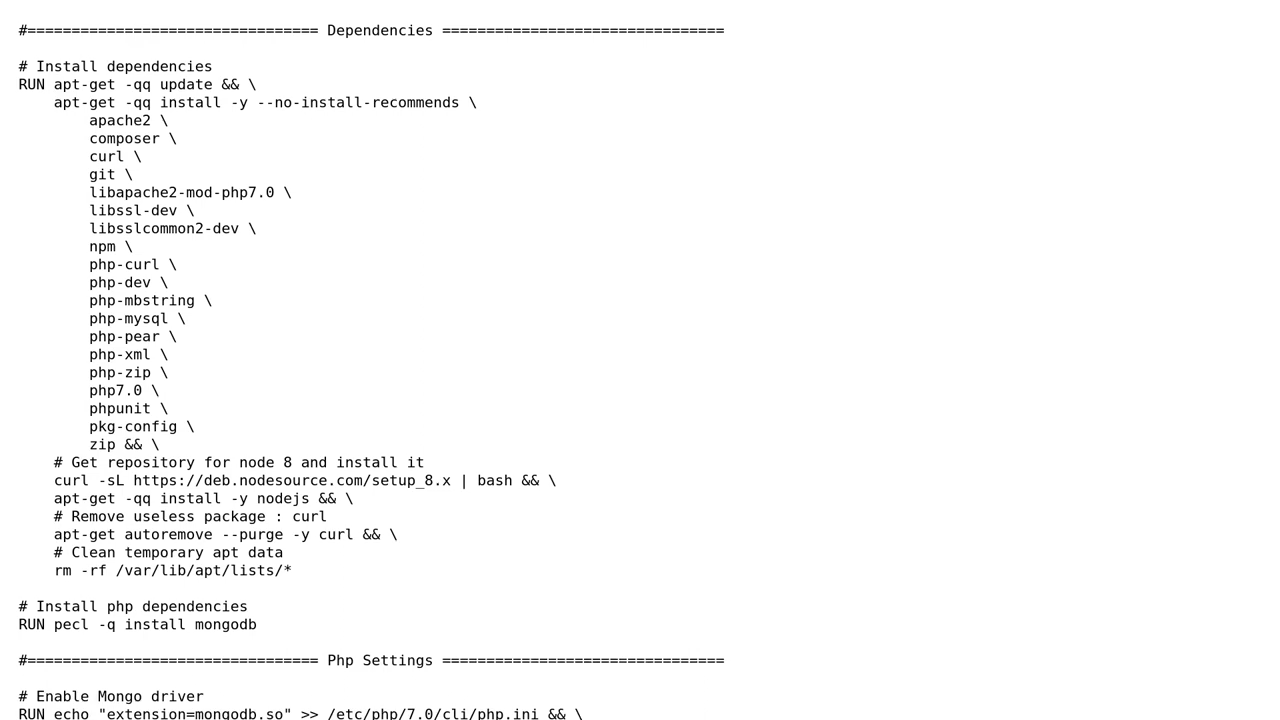 #================================= Dependencies ================================
# Install dependencies
RUN apt-get -qq update && \
    apt-get -qq install -y --no-install-recommends \
        apache2 \
        composer \
        curl \
        git \
        libapache2-mod-php7.0 \
        libssl-dev \
        libsslcommon2-dev \
        npm \
        php-curl \
        php-dev \
        php-mbstring \
        php-mysql \
        php-pear \
        php-xml \
        php-zip \
        php7.0 \
        phpunit \
        pkg-config \
        zip && \
    # Get repository for node 8 and install it
    curl -sL https://deb.nodesource.com/setup_8.x | bash && \
    apt-get -qq install -y nodejs && \
    # Remove useless package : curl
    apt-get autoremove --purge -y curl && \
    # Clean temporary apt data
    rm -rf /var/lib/apt/lists/*
# Install php dependencies
RUN pecl -q install mongodb
#================================= Php Settings ================================
# Enable Mongo driver
RUN echo "extension=mongodb.so" >> /etc/php/7.0/cli/php.ini && \